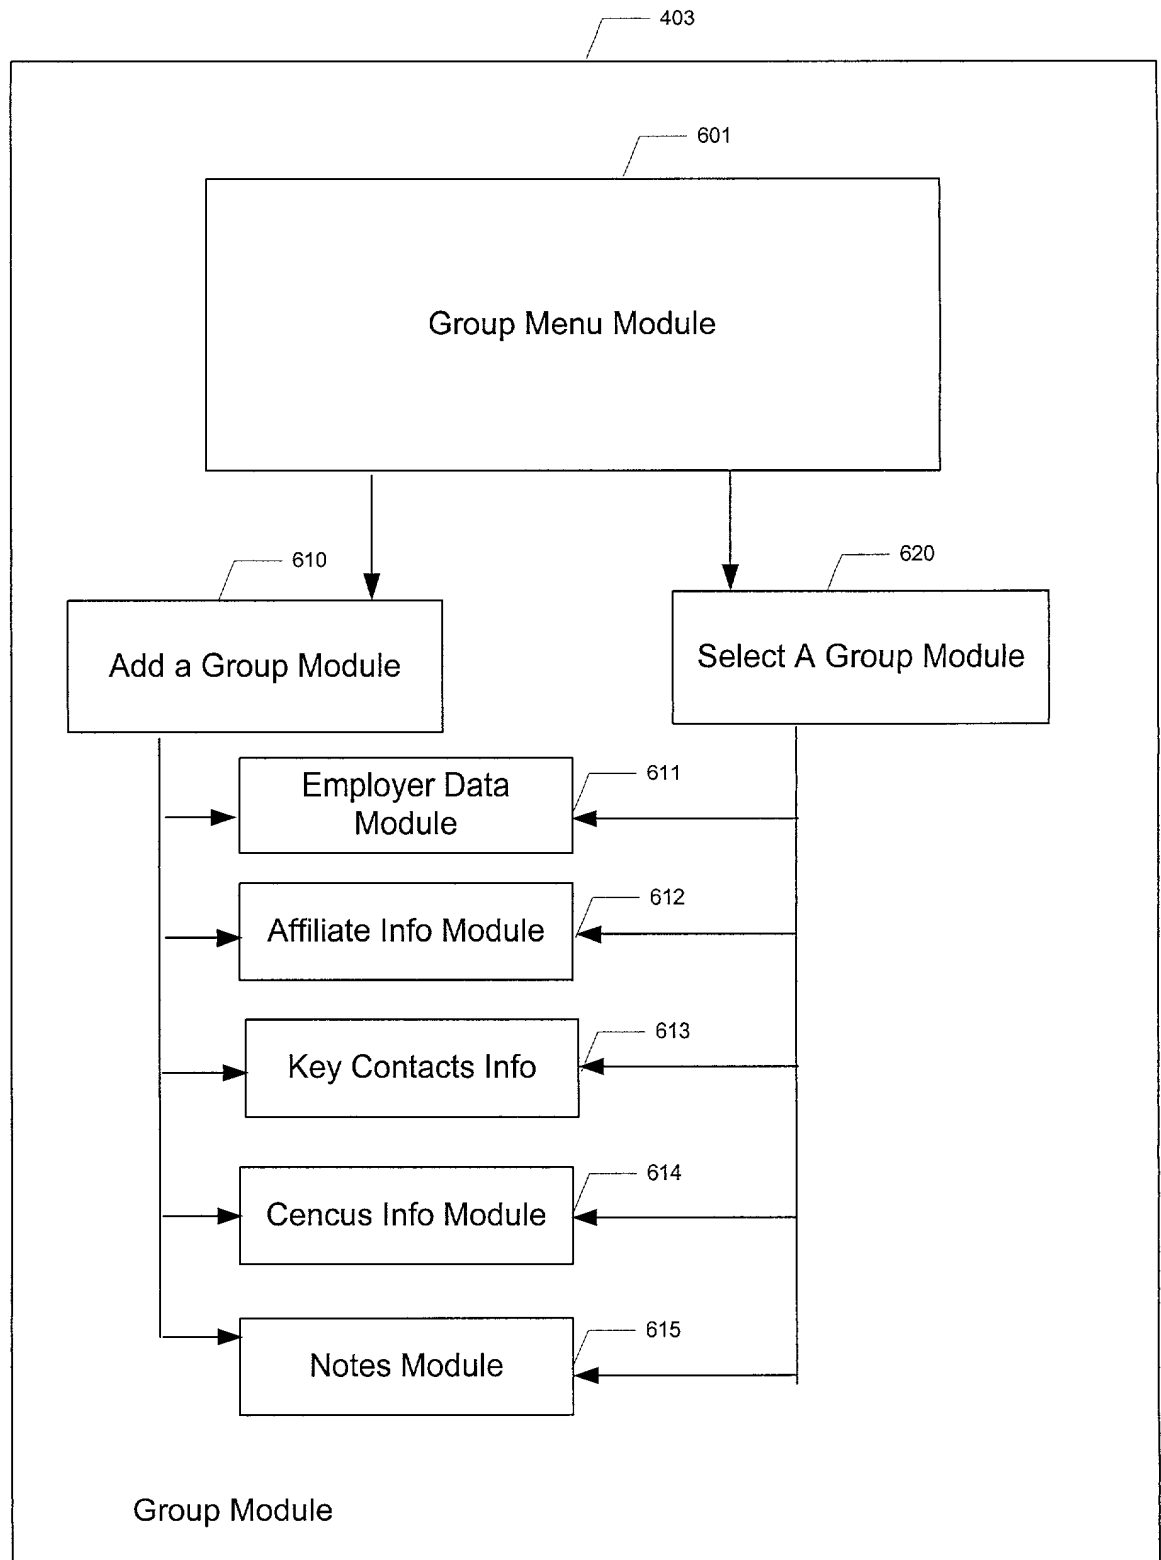 403
601
Group Menu Module
610
620
Add a Group Module
Select A Group Module
611
Employer Data
Module
612
Affiliate Info Module
613
Key Contacts Info
614
Cencus Info Module
615
Notes Module
Group Module